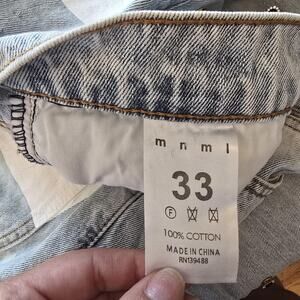 mnml
33
F
100% COTTON
MADE IN CHINA
RN139488